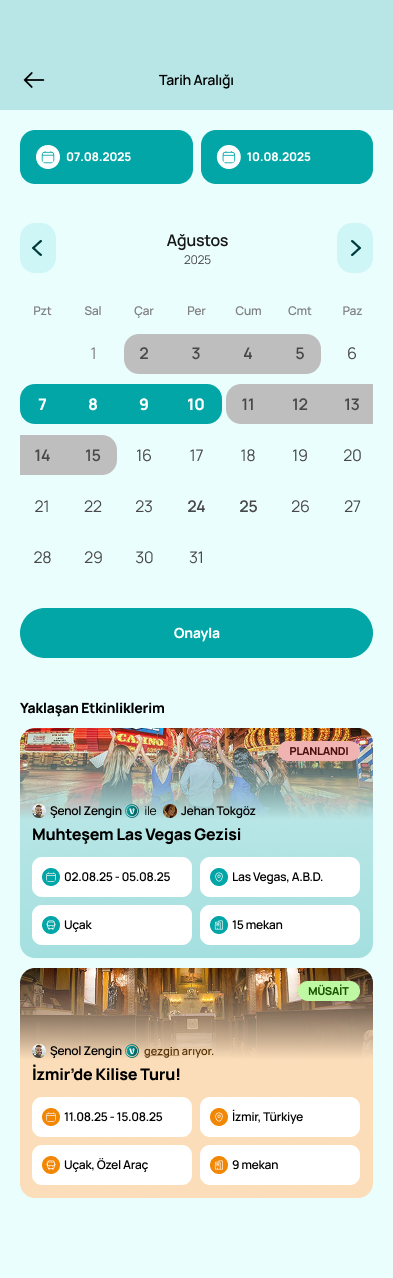 Tarih Aralığı
07.08.2025 10.08.2025
Ağustos
2025
Pzt Sal Çar Per Cum Cmt Paz
1 2 3 4 5 6
7 8 9 10 11 12 13
14 15 16 17 18 19 20
21 22 23 24 25 26 27
28 29 30 31
Onayla
Yaklaşan Etkinliklerim
CASINO
PLANLANDI
Şenol Zengin V ile Jehan Tokgöz
Muhteşem Las Vegas Gezisi
02.08.25 - 05.08.25 Las Vegas, A.B.D.
Uçak 15 mekan
MÜSAİT
Şenol Zengin V gezgin arıyor.
İzmir’de Kilise Turu!
11.08.25 - 15.08.25 İzmir, Türkiye
Uçak, Özel Araç 9 mekan